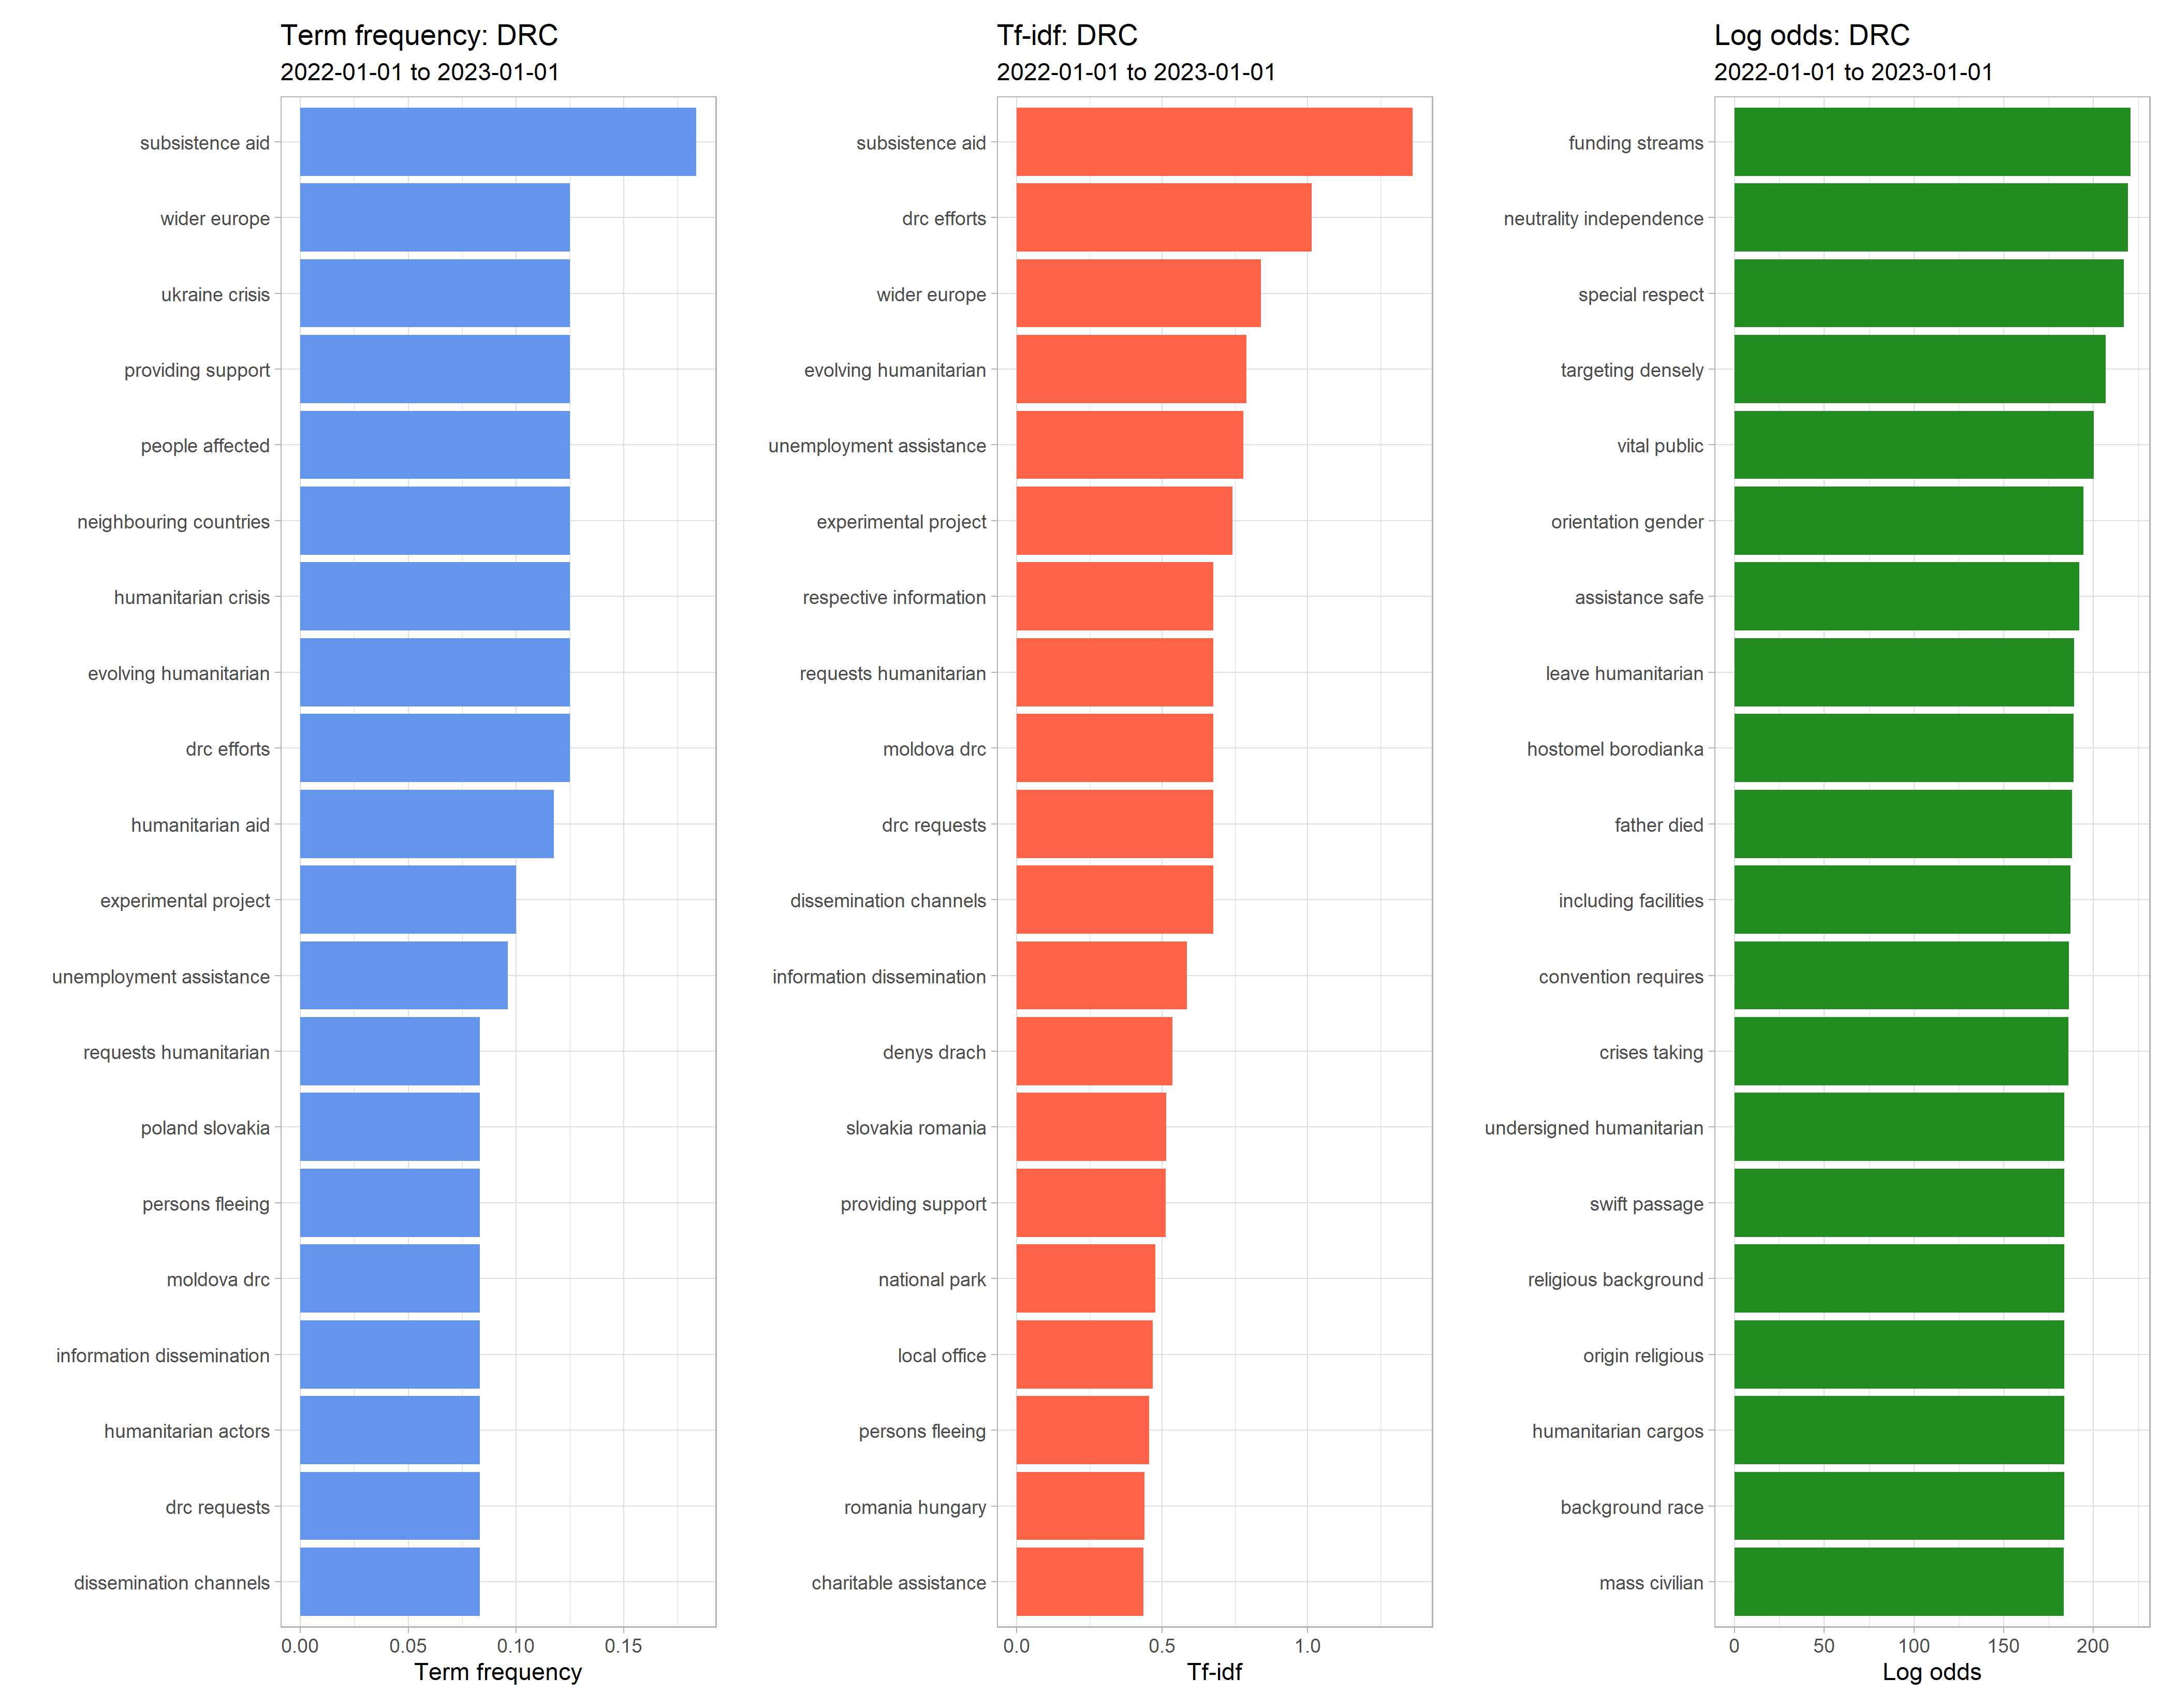 Term frequency: DRC
2022-01-01 to 2023-01-01
subsistence aid
wider europe
ukraine crisis
providing support
people affected
neighbouring countries
humanitarian crisis
evolving humanitarian
drc efforts
humanitarian aid
experimental project
unemployment assistance
requests humanitarian
poland slovakia
persons fleeing
moldova drc
information dissemination
humanitarian actors
drc requests
dissemination channels
0.00 0.05 0.10 0.15
Term frequency
Tf-idf: DRC
2022-01-01 to 2023-01-01
subsistence aid
drc efforts
wider europe
evolving humanitarian
unemployment assistance
experimental project
respective information
requests humanitarian
moldova drc
drc requests
dissemination channels
information dissemination
denys drach
slovakia romania
providing support
national park
local office
persons fleeing
romania hungary
charitable assistance
0.0 0.5 1.0
Tf-idf
Log odds: DRC
2022-01-01 to 2023-01-01
funding streams
neutrality independence
special respect
targeting densely
vital public
orientation gender
assistance safe
leave humanitarian
hostomel borodianka
father died
including facilities
convention requires
crises taking
undersigned humanitarian
swift passage
religious background
origin religious
humanitarian cargos
background race
mass civilian
0 50 100 150 200
Log odds